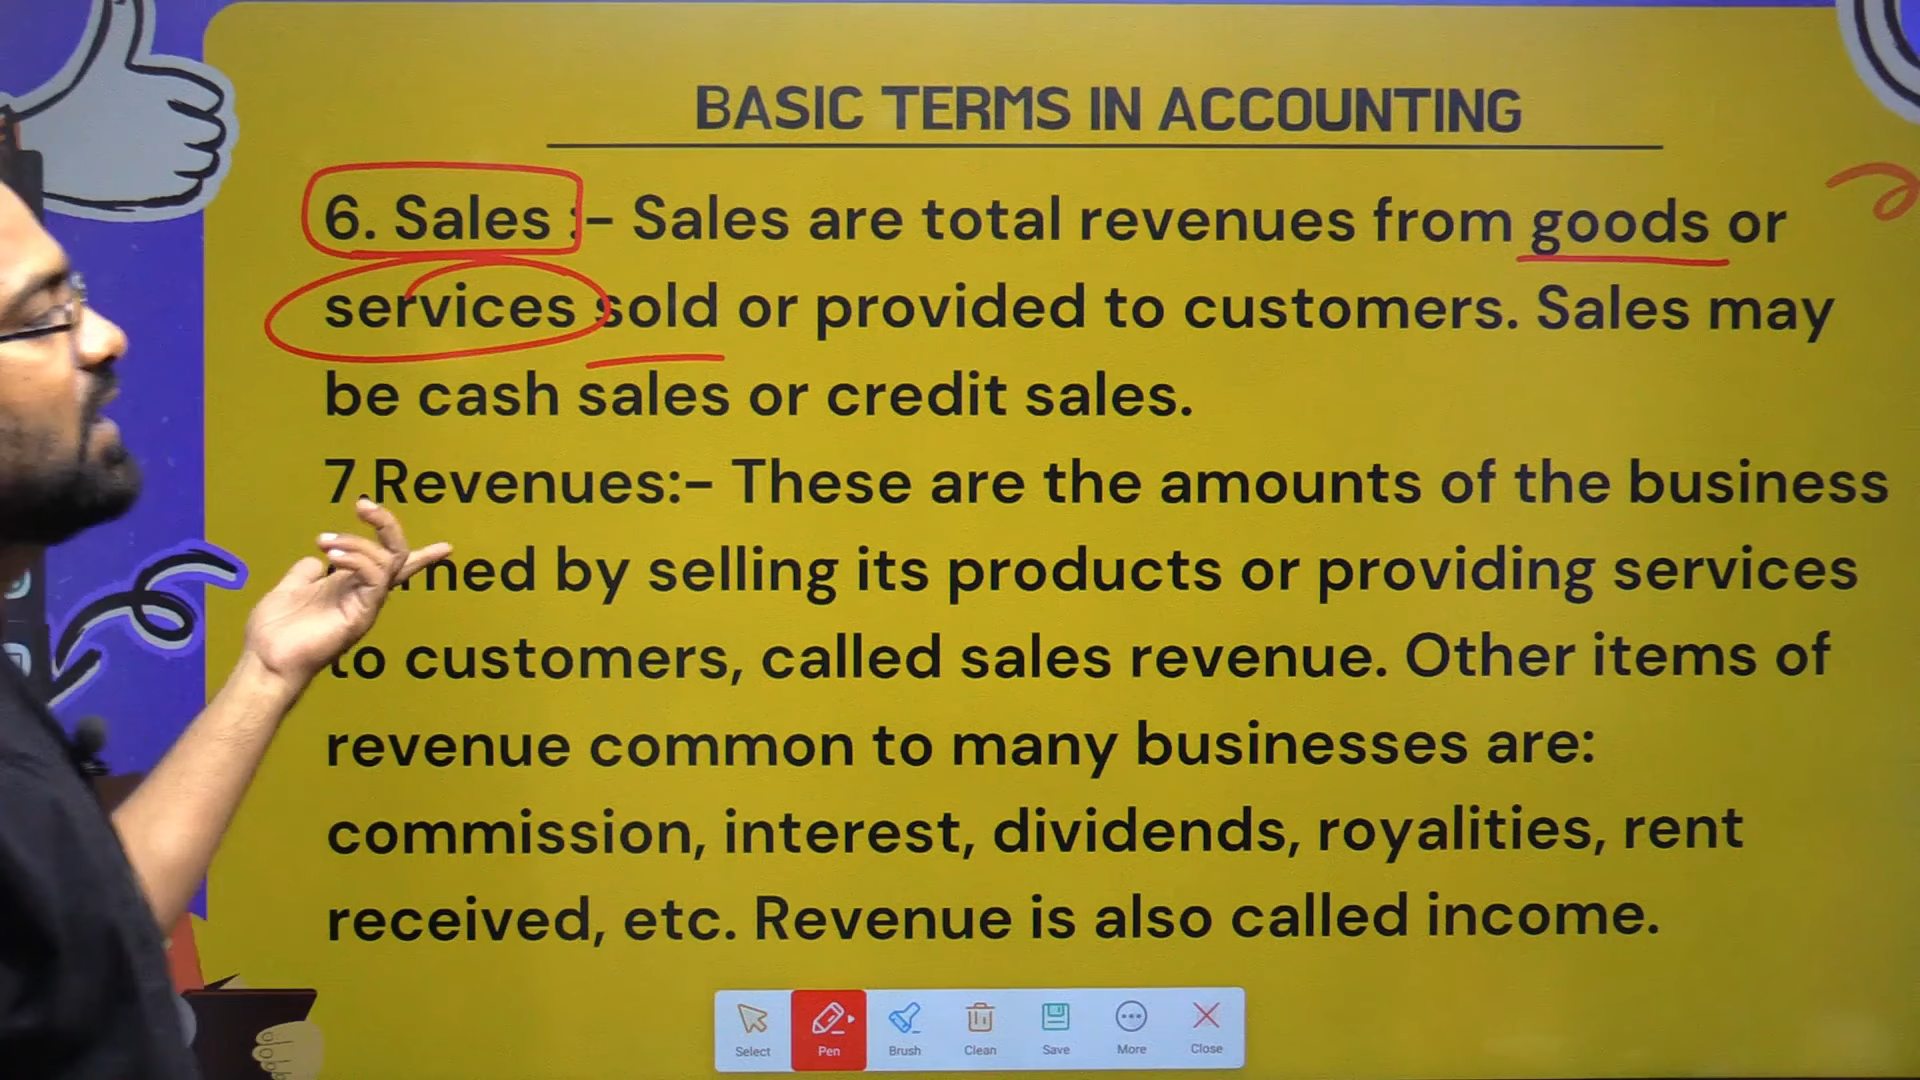 BASIC TERMS IN ACCOUNTING
6. Sales :- Sales are total revenues from goods or
services sold or provided to customers. Sales may
be cash sales or credit sales.
7.Revenues:- These are the amounts of the business
by selling its products or providing services
to customers, called sales revenue. Other items of
revenue common to many businesses are:
commission, interest, dividends, royalities, rent
received, etc. Revenue is also called income.
Select Pen Brush Clean Save More Close